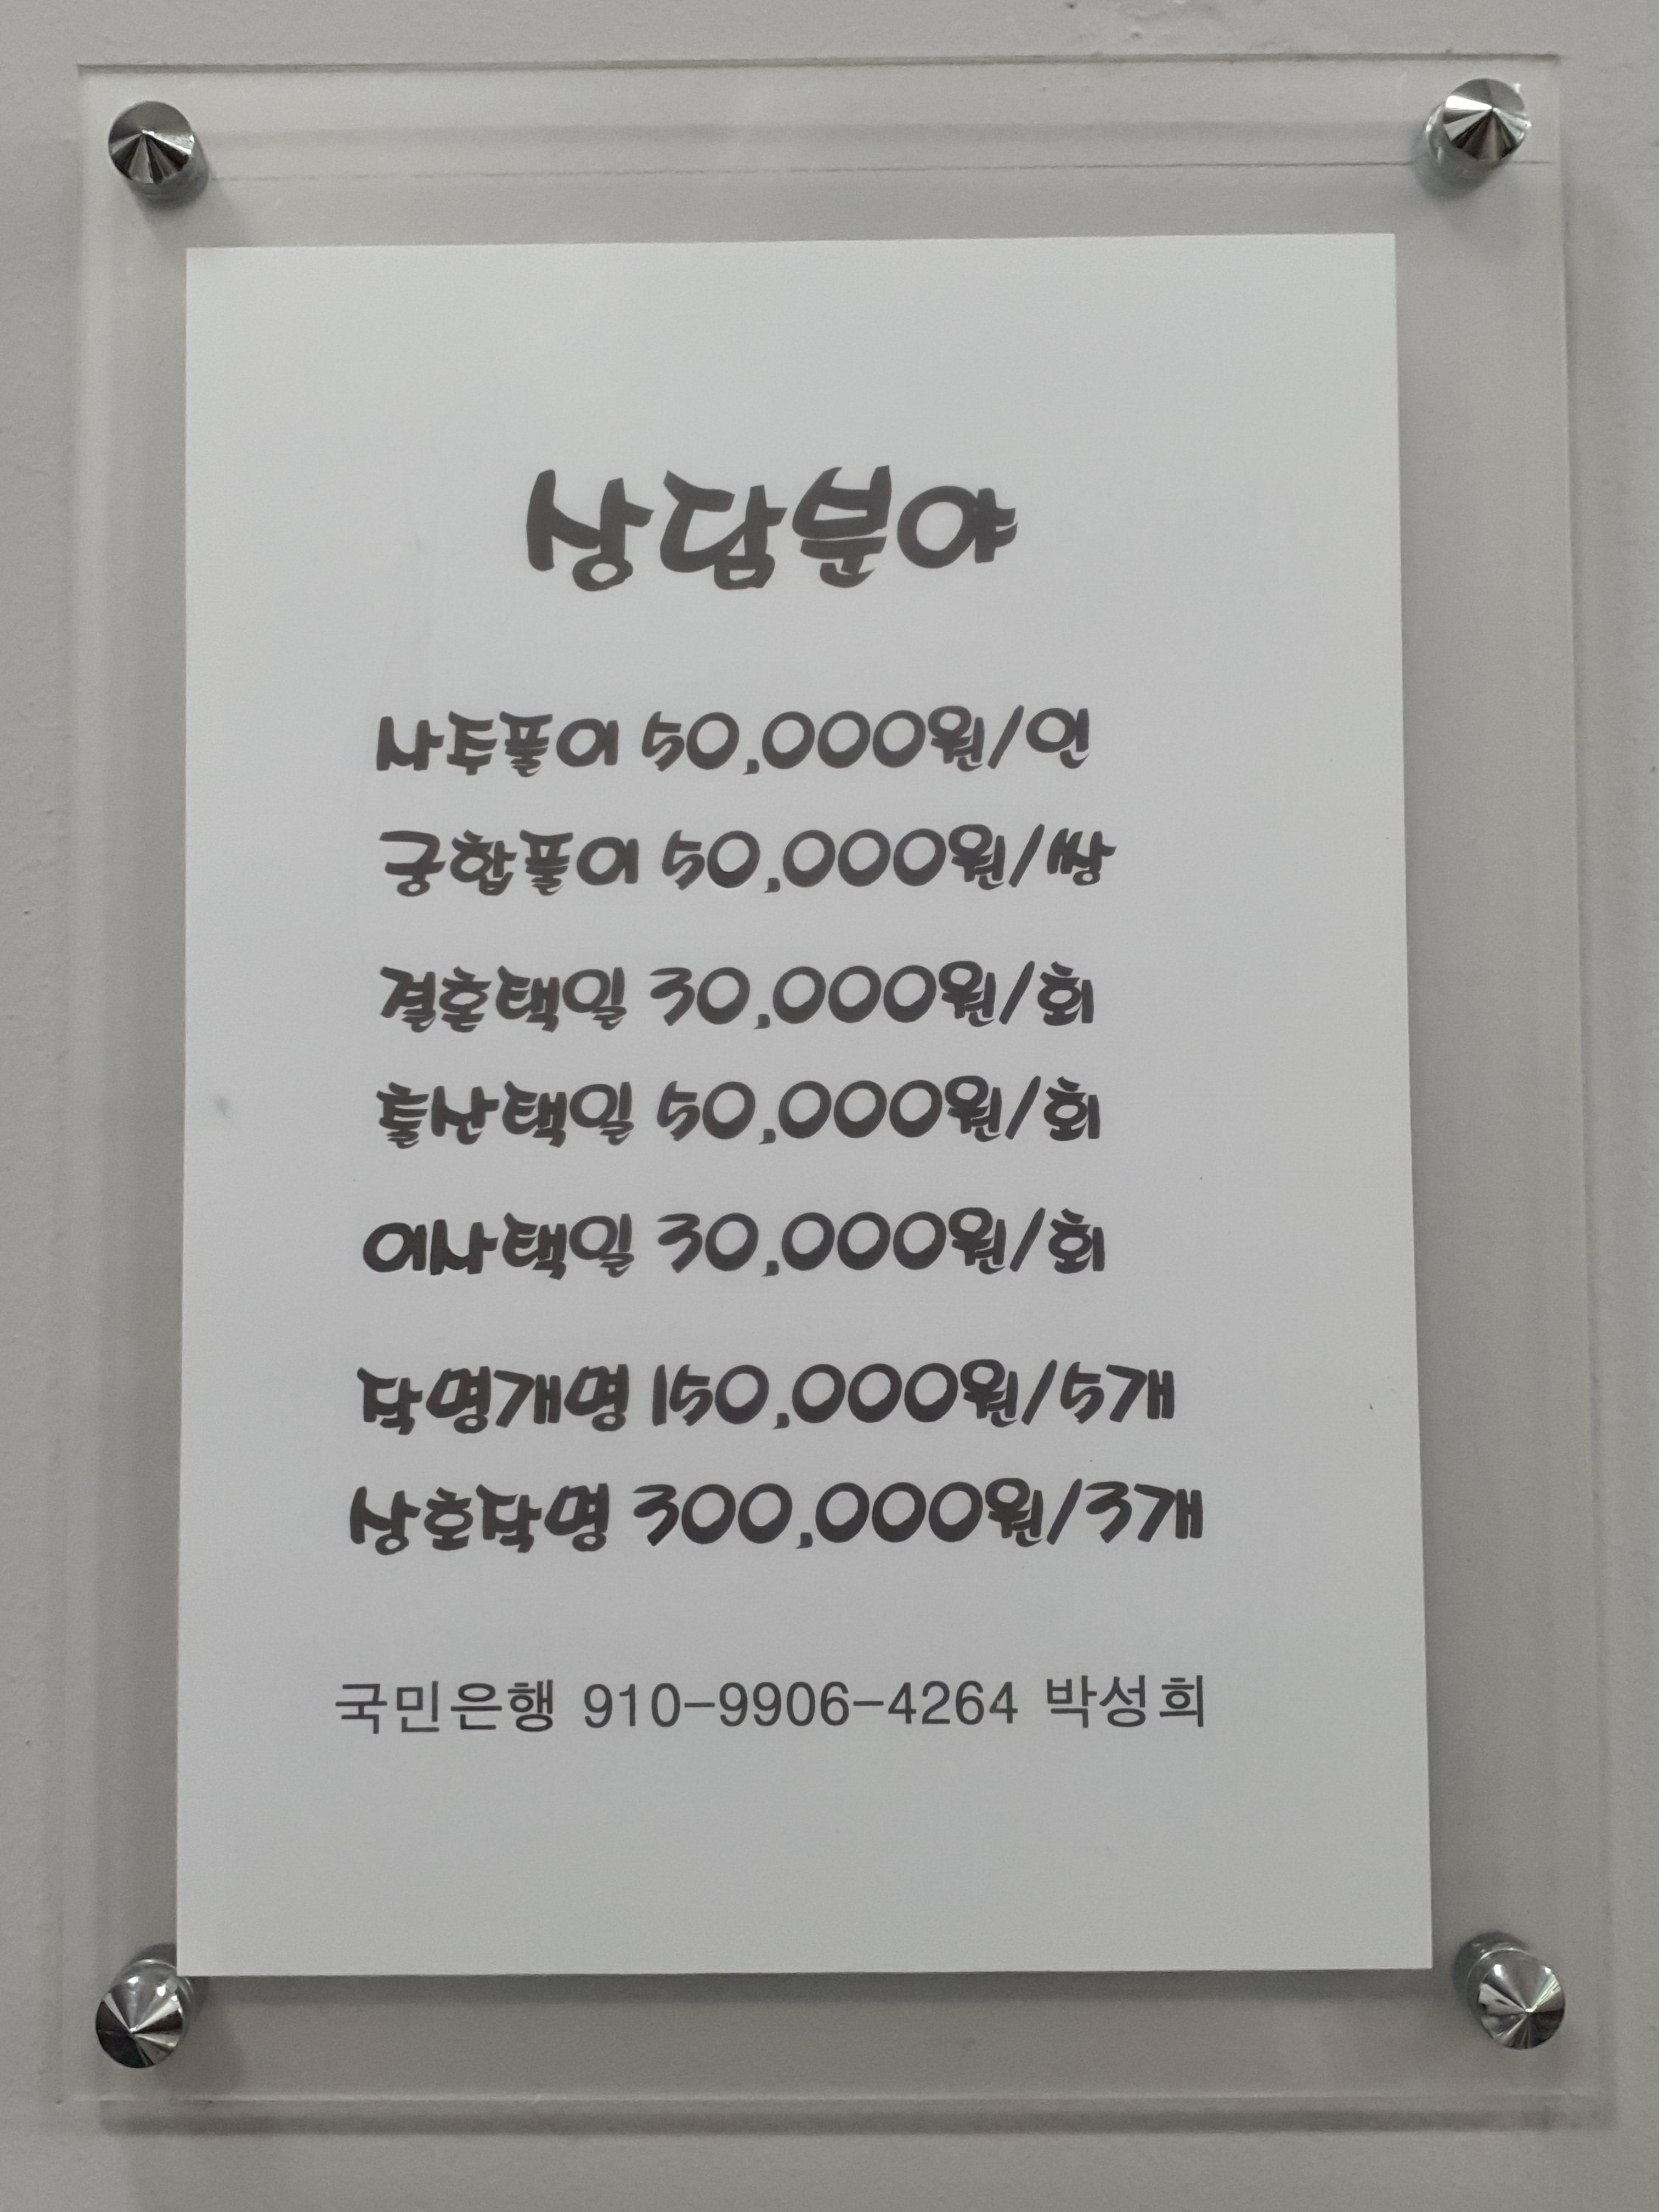 상담분야
사주풀이 50,000원/인
궁합풀이 50,000원/쌍
결혼택일 30,000원/회
출산택일 50,000원/회
이사택일 30,000원/회
작명개명 150,000원/5개
상호작명 300,000원/3개
국민은행 910-9906-4264 박성희